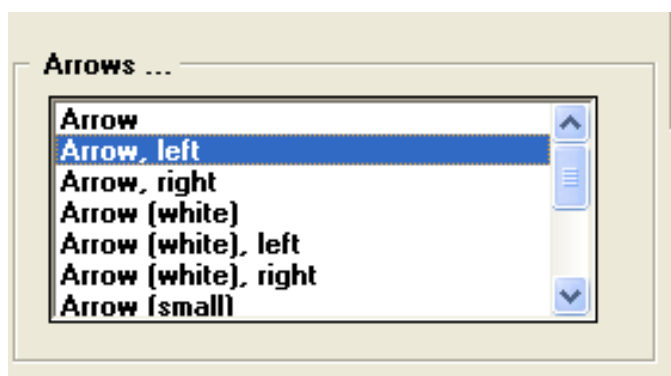 Arrows ...
Arrow
Arrow, left
Arrow, right
Arrow (white)
Arrow (white), left
Arrow (white), right
Arrow (small)